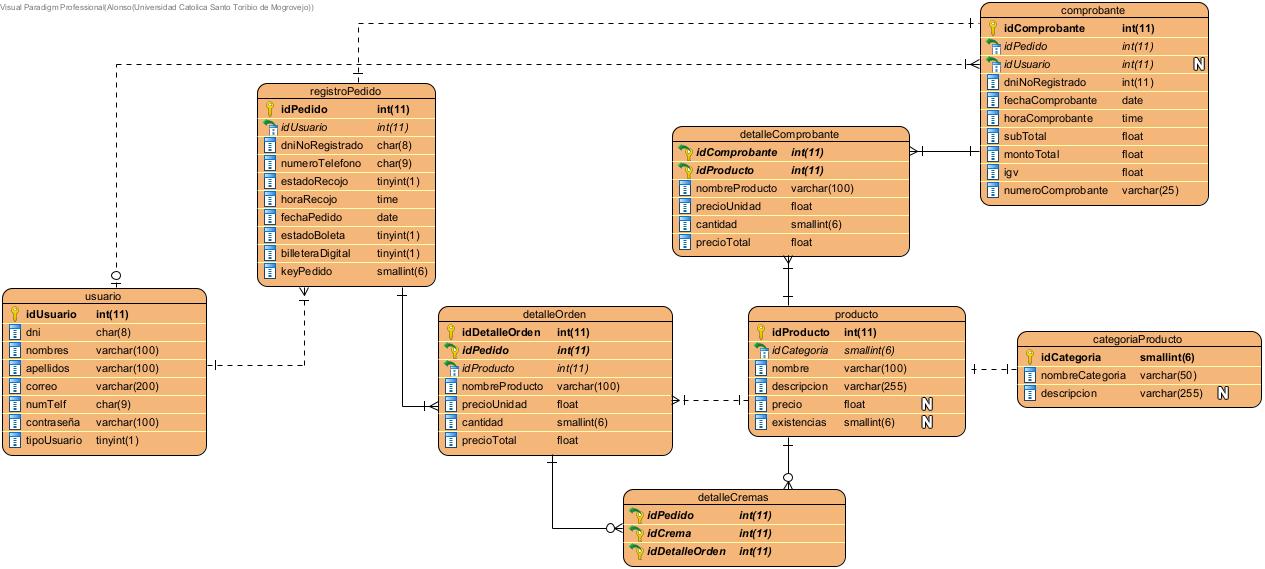 Visual Paradigm Professional(Alonso(Universidad Catolica Santo Toribio de Mogrovejo))
comprobante
idComprobante int(11)
idPedido int(11)
idUsuario int(11) N
dniNoRegistrado int(11)
fechaComprobante date
horaComprobante time
subTotal float
montoTotal float
igv float
numeroComprobante varchar(25)
registroPedido
idPedido int(11)
idUsuario int(11)
dniNoRegistrado char(8)
numeroTelefono char(9)
estadoRecojo tinyint(1)
horaRecojo time
fechaPedido date
estadoBoleta tinyint(1)
billeteraDigital tinyint(1)
keyPedido smallint(6)
detalleComprobante
idComprobante int(11)
idProducto int(11)
nombreProducto varchar(100)
precioUnidad float
cantidad smallint(6)
precioTotal float
usuario
idUsuario int(11)
dni char(8)
nombres varchar(100)
apellidos varchar(100)
correo varchar(200)
numTelf char(9)
contraseña varchar(100)
tipoUsuario tinyint(1)
detalleOrden
idDetalleOrden int(11)
idPedido int(11)
idProducto int(11)
nombreProducto varchar(100)
precioUnidad float
cantidad smallint(6)
precioTotal float
producto
idProducto int(11)
idCategoria smallint(6)
nombre varchar(100)
descripcion varchar(255)
precio float N
existencias smallint(6) N
categoriaProducto
idCategoria smallint(6)
nombreCategoria varchar(50)
descripcion varchar(255) N
detalleCremas
idPedido int(11)
idCrema int(11)
idDetalleOrden int(11)